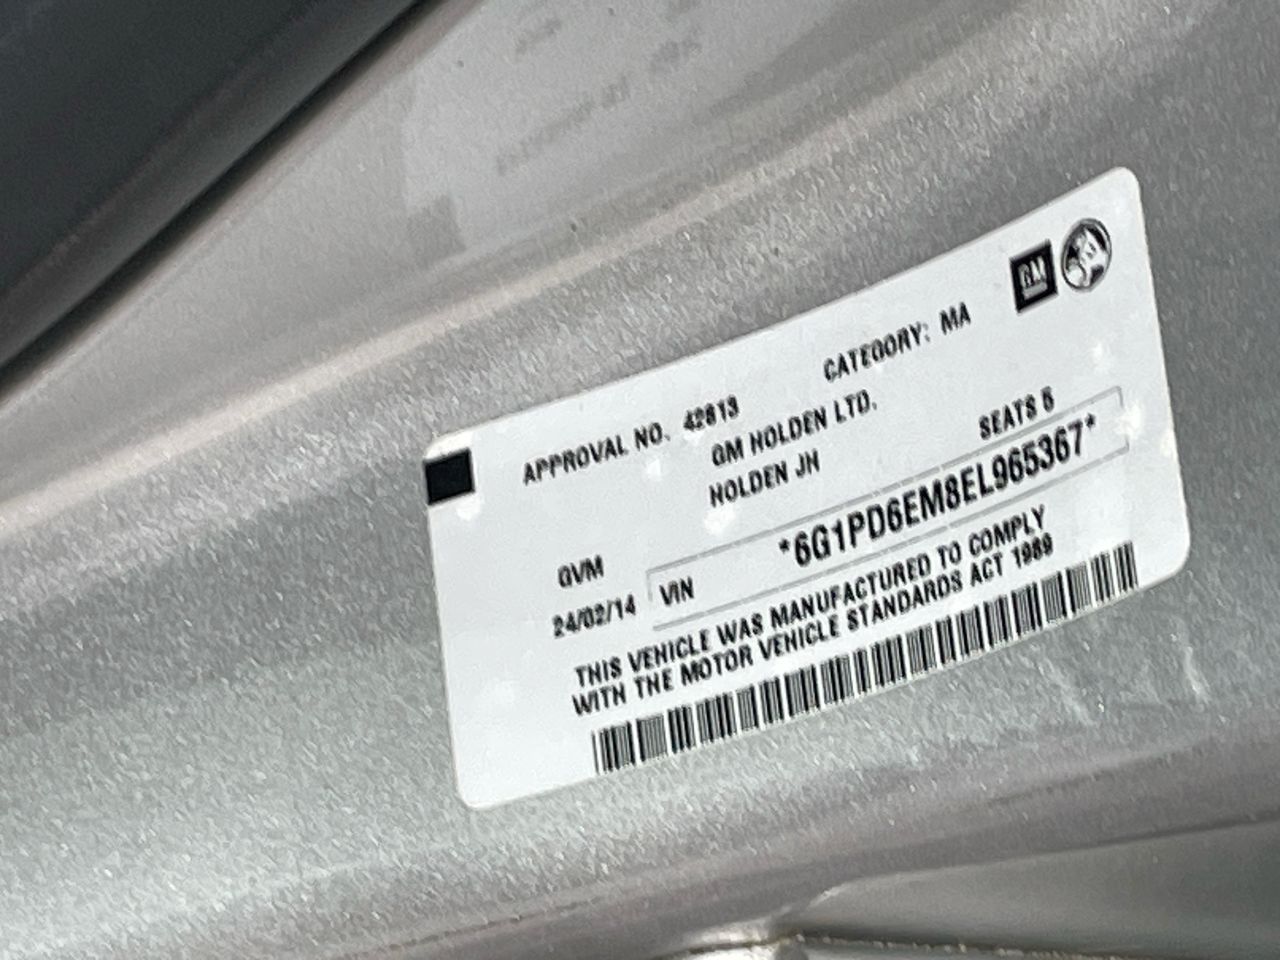 GM
APPROVAL NO. 42813
CATEGORY: MA
GM HOLDEN LTD.
HOLDEN JH
SEATS 5
GVM
24/02/14
VIN
*6G1PD6EM8EL965367*
THIS VEHICLE WAS MANUFACTURED TO COMPLY
WITH THE MOTOR VEHICLE STANDARDS ACT 1989